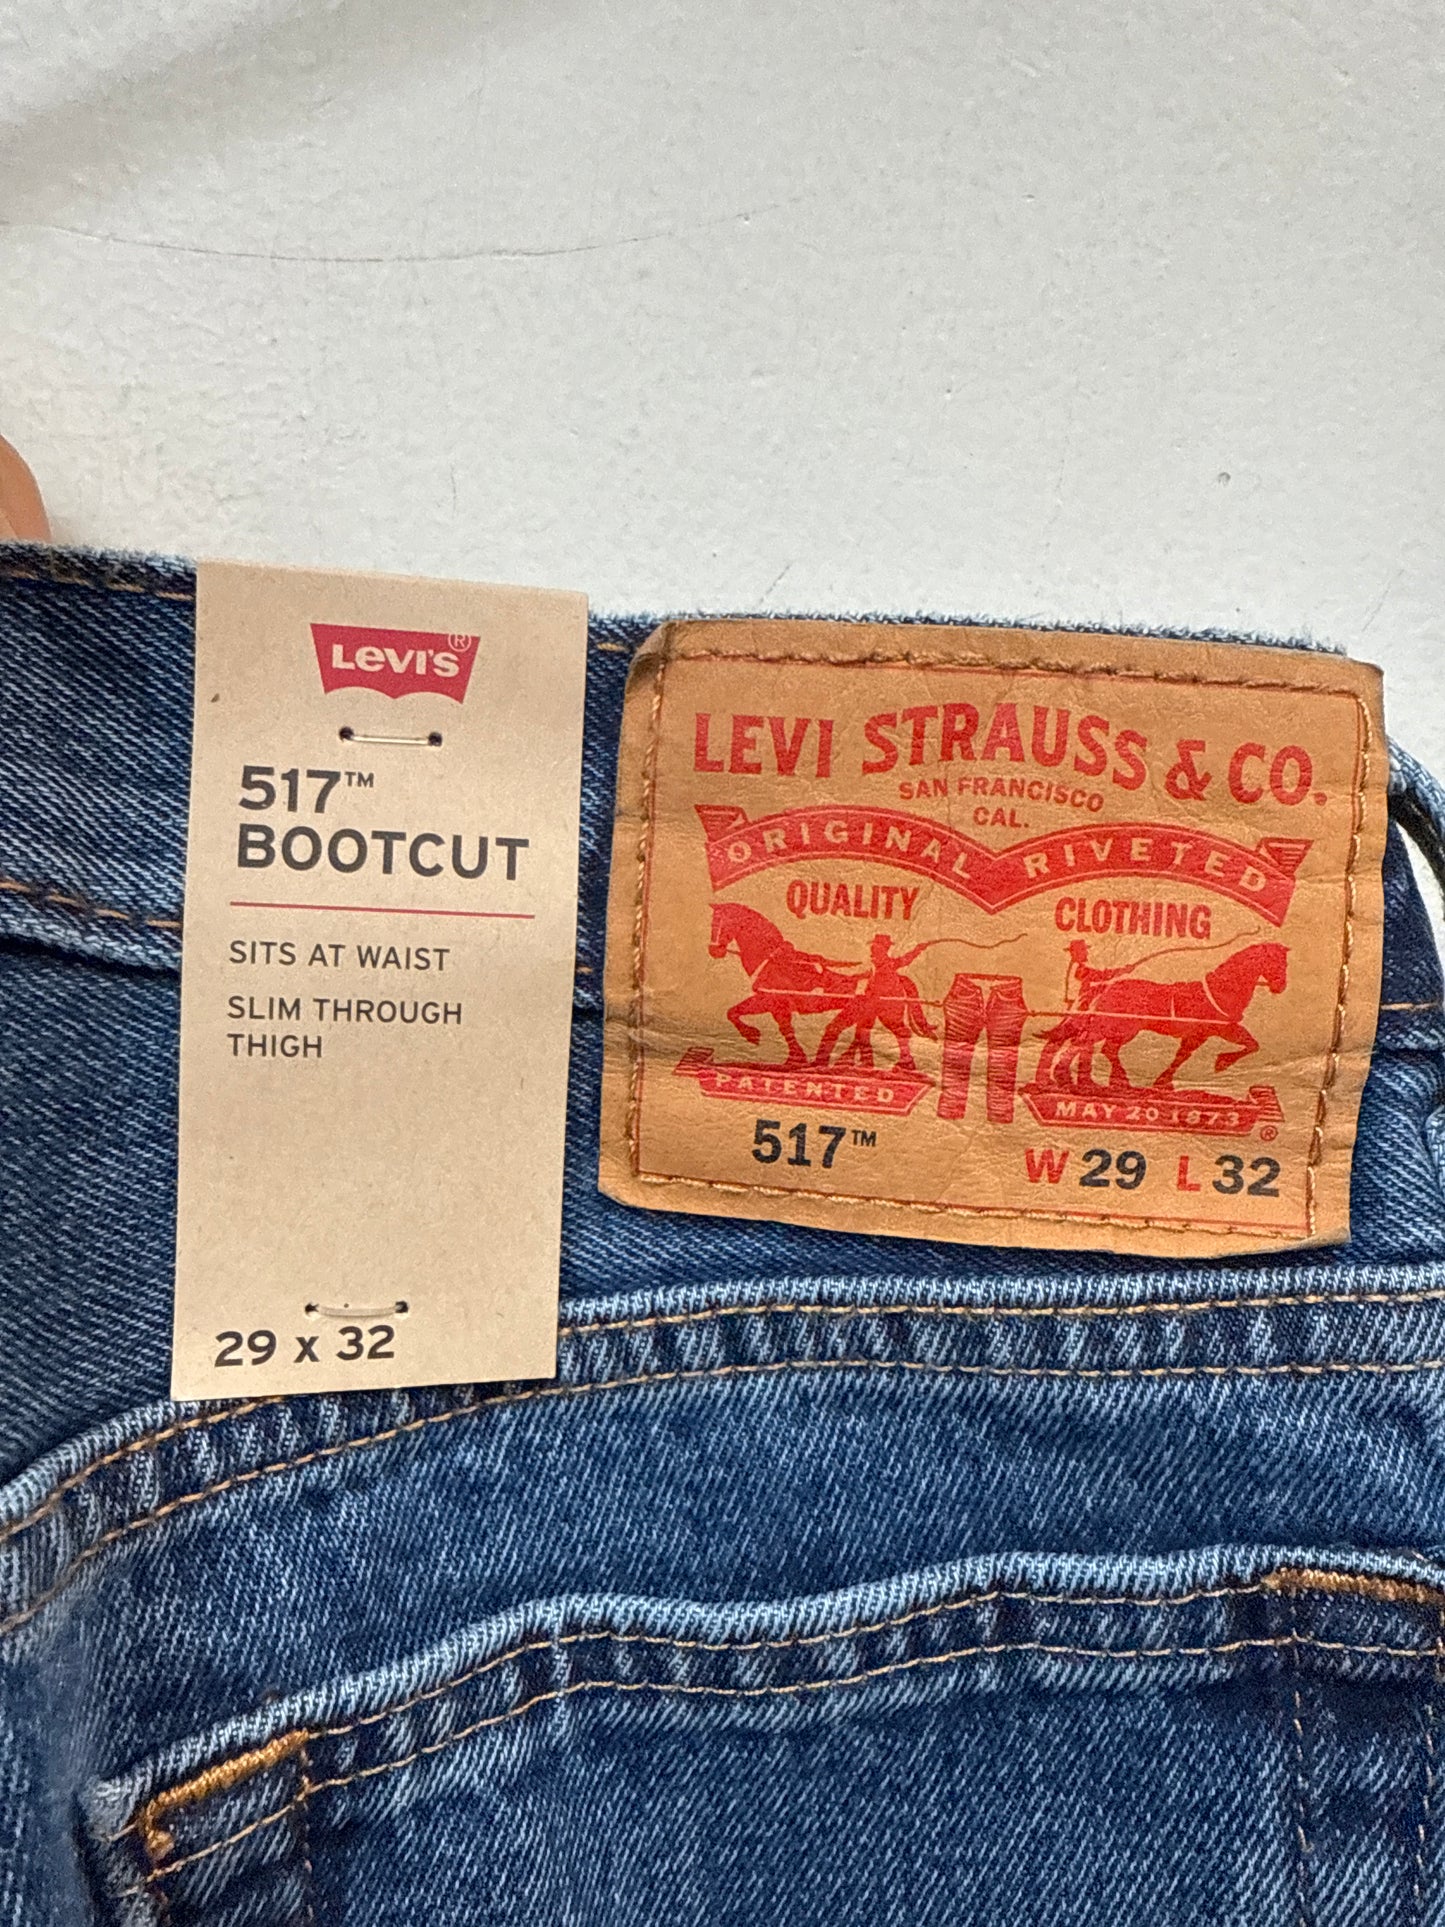 Levi's®
517™
BOOTCUT
SITS AT WAIST
SLIM THROUGH
THIGH
29 x 32
LEVI STRAUSS & CO.
SAN FRANCISCO
CAL.
ORIGINAL RIVETED
QUALITY CLOTHING
PATENTED MAY 20 1873
®
517™ W 29 L 32